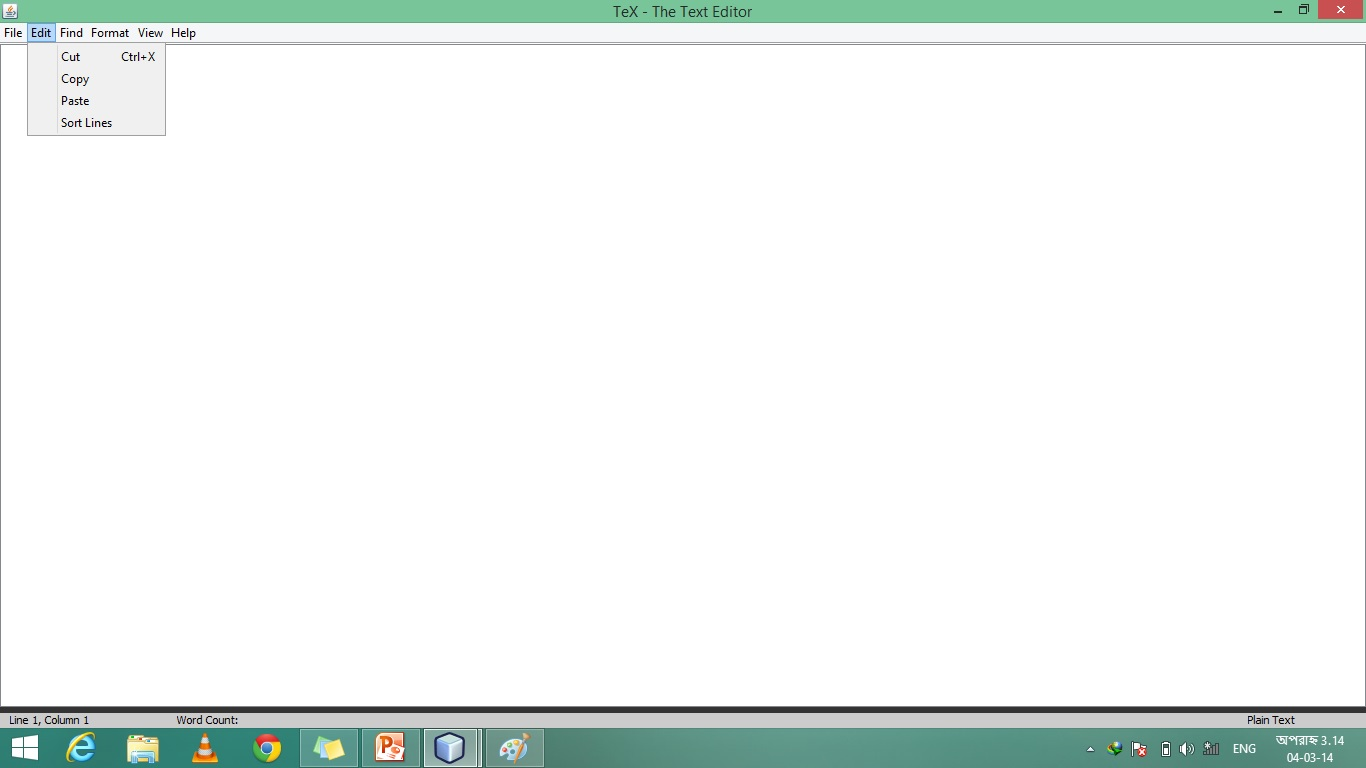 TeX - The Text Editor
File Edit Find Format View Help
Cut Ctrl+X
Copy
Paste
Sort Lines
Line 1, Column 1 Word Count: Plain Text
ENG অপরাহ্ন 3.14
04-03-14